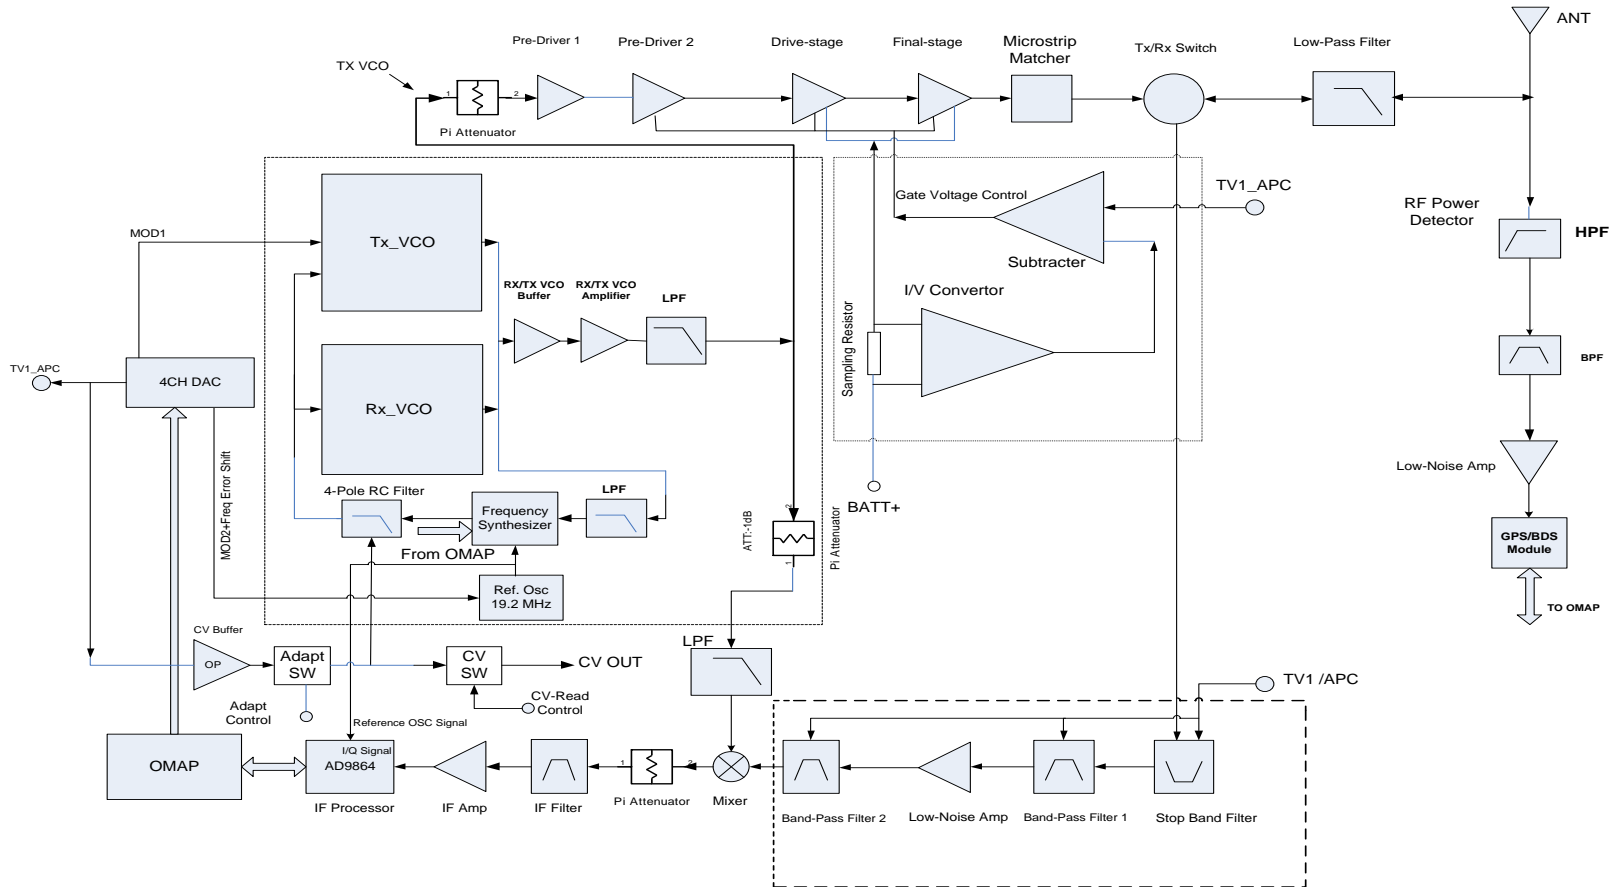 ANT
Pre-Driver 1
Pre-Driver 2
Drive-stage
Final-stage
Microstrip
Matcher
Tx/Rx Switch
Low-Pass Filter
TX VCO
1
2
Pi Attenuator
Gate Voltage Control
TV1_APC
RF Power
Detector
HPF
MOD1
Tx_VCO
Subtracter
RX/TX VCO
Buffer
RX/TX VCO
Amplifier
LPF
I/V Convertor
Sampling Resistor
BPF
TV1_APC
4CH DAC
Rx_VCO
MOD2+Freq Error Shift
4-Pole RC Filter
Frequency
Synthesizer
LPF
From OMAP
Ref. Osc
19.2 MHz
BATT+
2
ATT:-1dB
1
Pi Attenuator
Low-Noise Amp
GPS/BDS
Module
TO OMAP
CV Buffer
OP
Adapt
SW
CV
SW
CV OUT
Adapt
Control
CV-Read
Control
LPF
TV1 /APC
Reference OSC Signal
OMAP
I/Q Signal
AD9864
1
2
IF Processor
IF Amp
IF Filter
Pi Attenuator
Mixer
Band-Pass Filter 2
Low-Noise Amp
Band-Pass Filter 1
Stop Band Filter